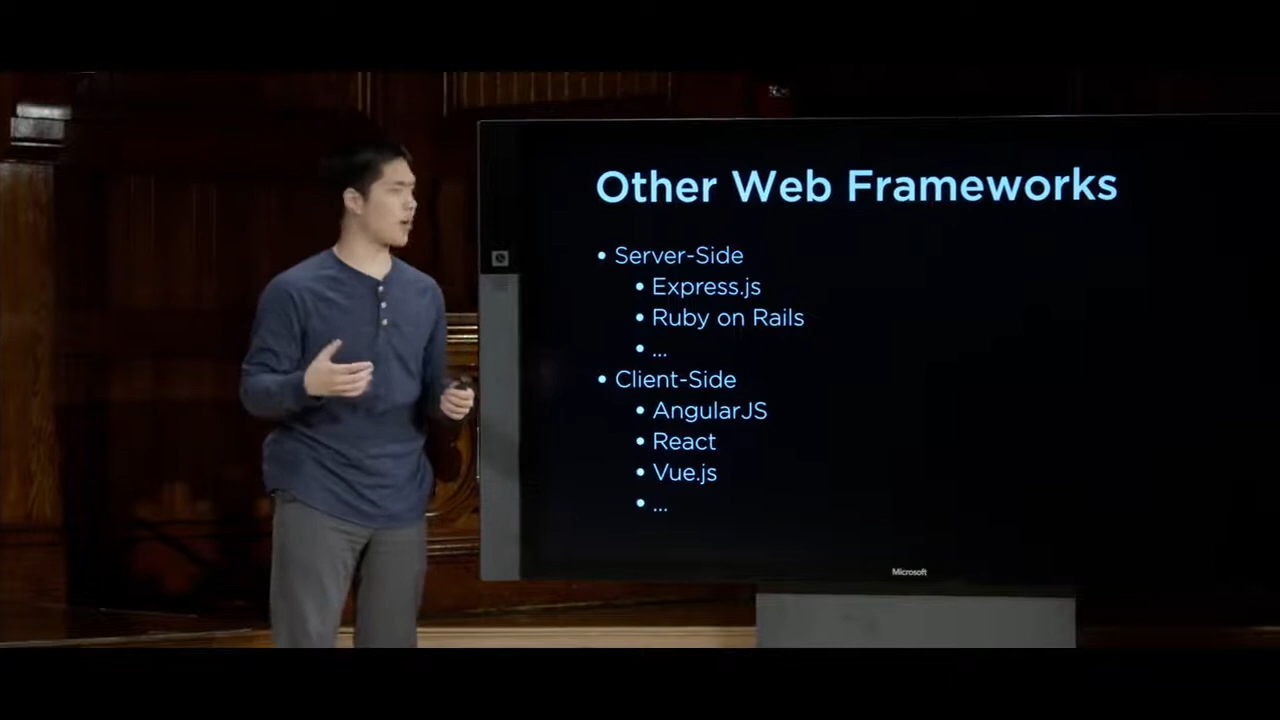 Other Web Frameworks
• Server-Side
• Express.js
• Ruby on Rails
• ...
• Client-Side
• AngularJS
• React
• Vue.js
• ...
Microsoft